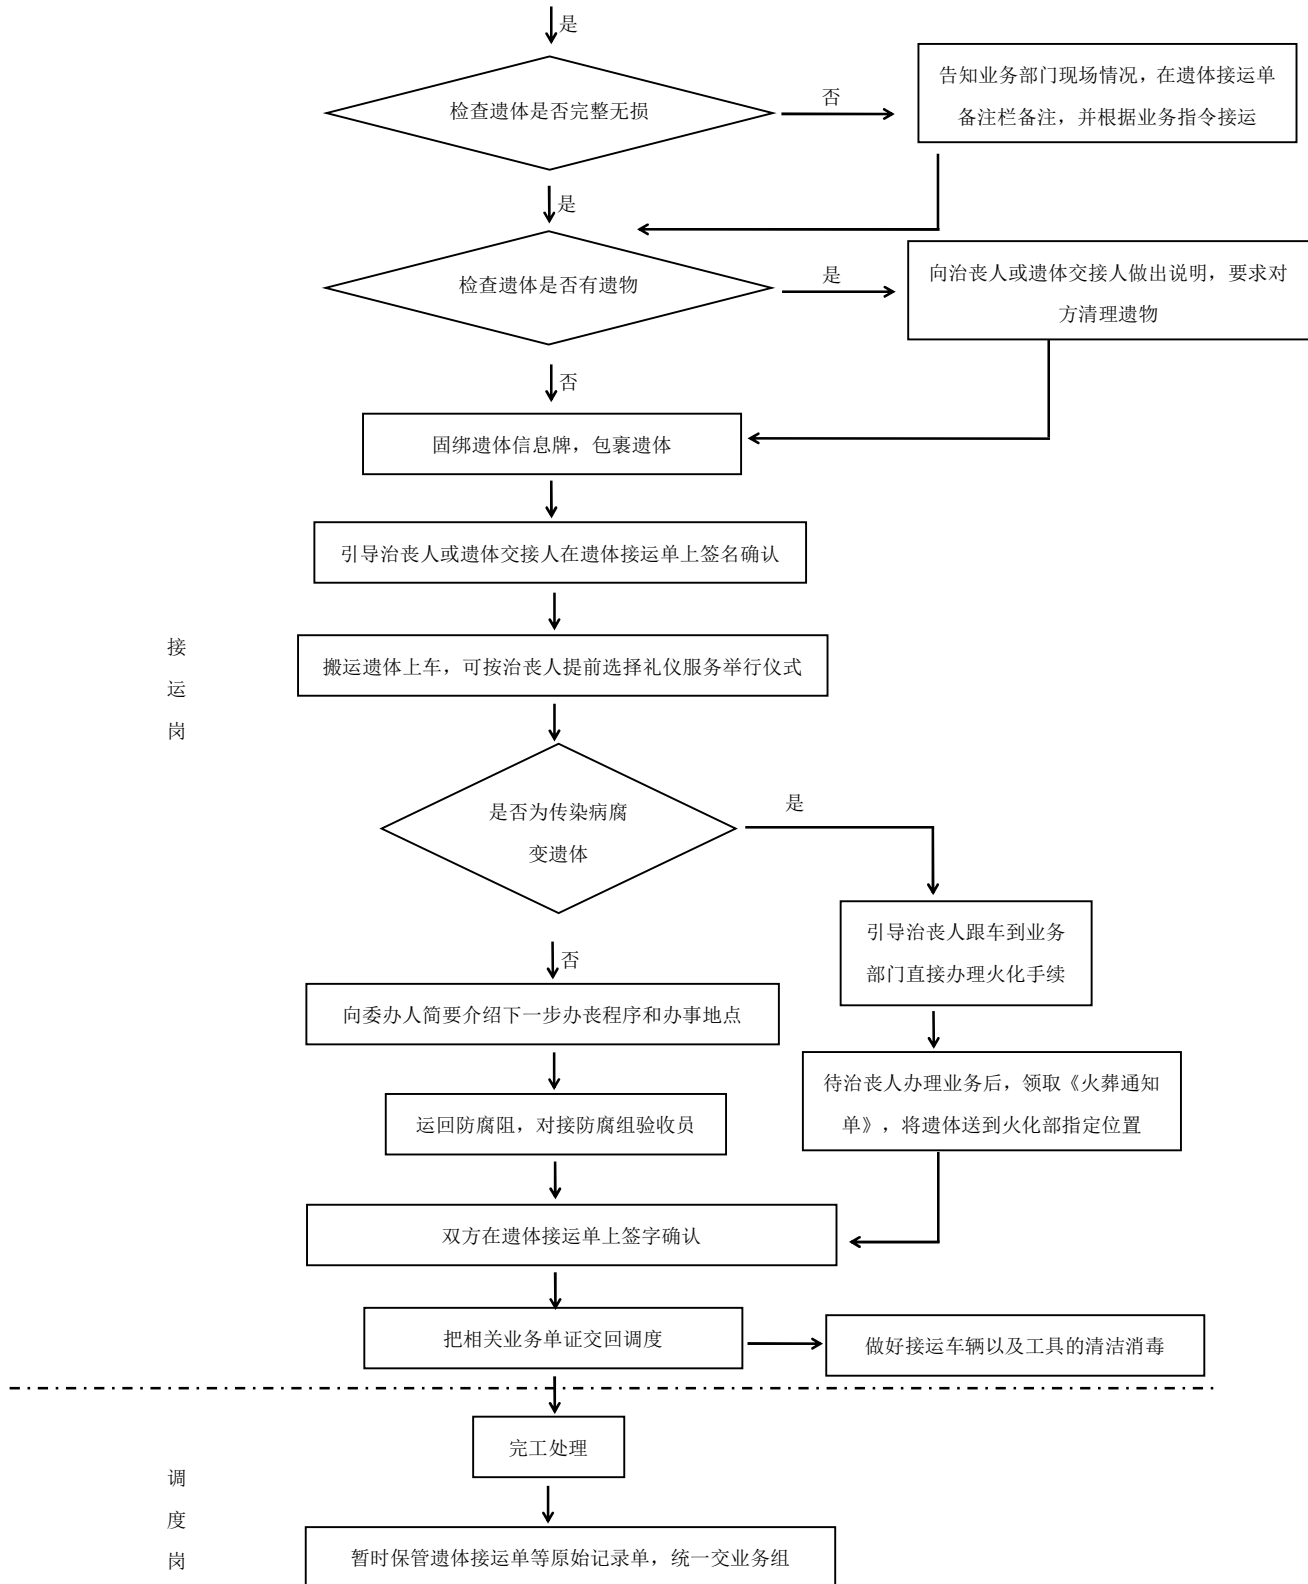 是
检查遗体是否完整无损
否
告知业务部门现场情况，在遗体接运单
备注栏备注，并根据业务指令接运
是
检查遗体是否有遗物
是
向治丧人或遗体交接人做出说明，要求对
方清理遗物
否
固绑遗体信息牌，包裹遗体
引导治丧人或遗体交接人在遗体接运单上签名确认
接
运
岗
搬运遗体上车，可按治丧人提前选择礼仪服务举行仪式
是否为传染病腐
变遗体
是
引导治丧人跟车到业务
部门直接办理火化手续
否
向委办人简要介绍下一步办丧程序和办事地点
待治丧人办理业务后，领取《火葬通知
单》，将遗体送到火化部指定位置
运回防腐阻，对接防腐组验收员
双方在遗体接运单上签字确认
把相关业务单证交回调度
做好接运车辆以及工具的清洁消毒
完工处理
调
度
岗
暂时保管遗体接运单等原始记录单，统一交业务组